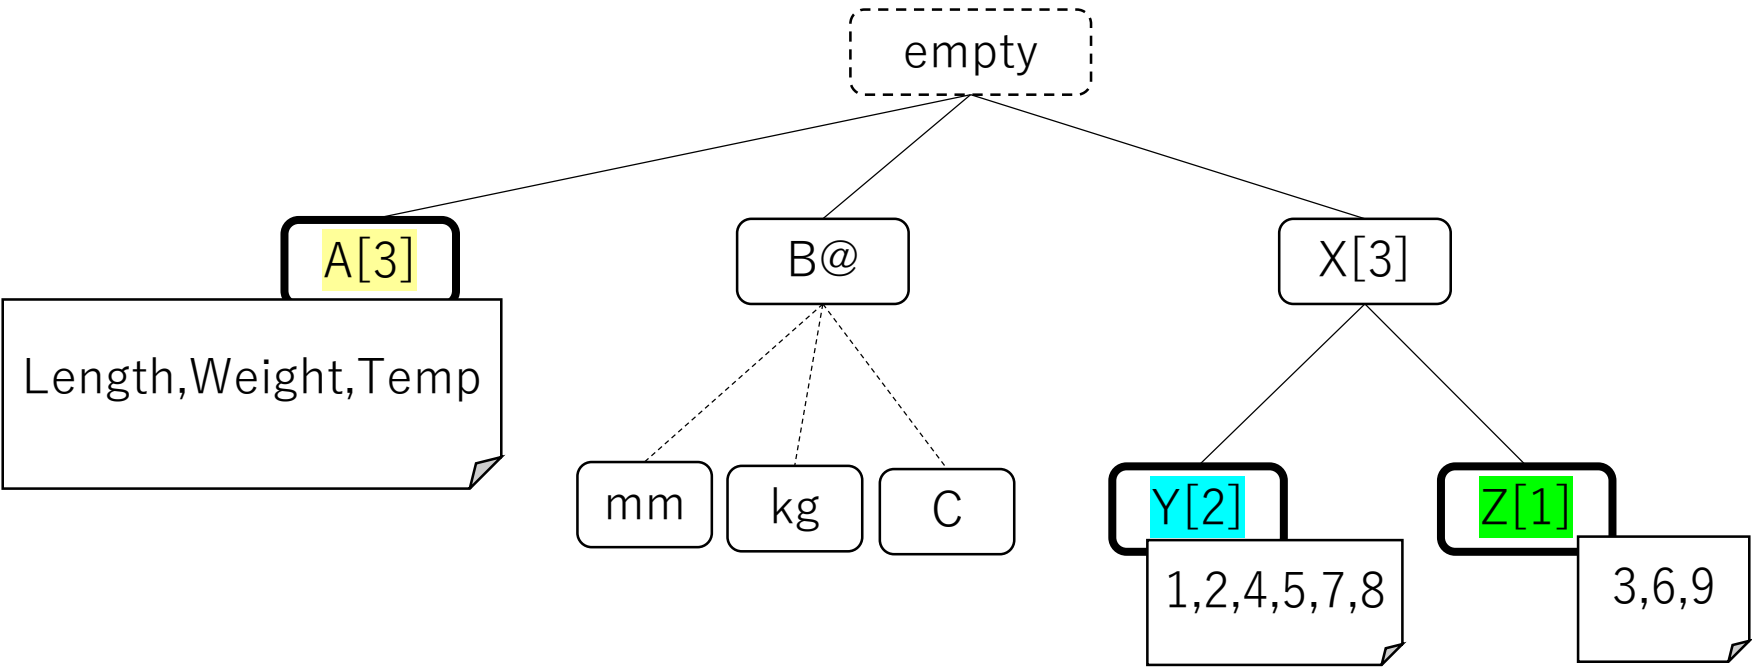 empty
A[3]
B@
X[3]
Length,Weight,Temp
mm
kg
C
Y[2]
Z[1]
1,2,4,5,7,8
3,6,9